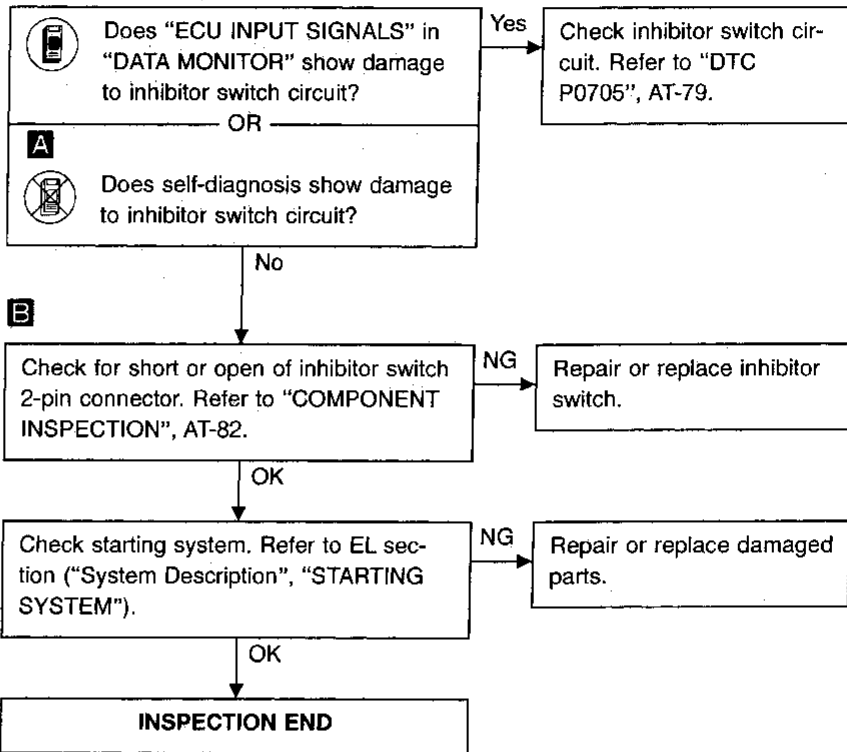 Does “ECU INPUT SIGNALS” in
“DATA MONITOR” show damage
to inhibitor switch circuit?
Yes
Check inhibitor switch cir-
cuit. Refer to “DTC
P0705”, AT-79.
OR
A
Does self-diagnosis show damage
to inhibitor switch circuit?
No
B
Check for short or open of inhibitor switch
2-pin connector. Refer to “COMPONENT
INSPECTION”, AT-82.
NG
Repair or replace inhibitor
switch.
OK
Check starting system. Refer to EL sec-
tion (“System Description”, “STARTING
SYSTEM”).
NG
Repair or replace damaged
parts.
OK
INSPECTION END